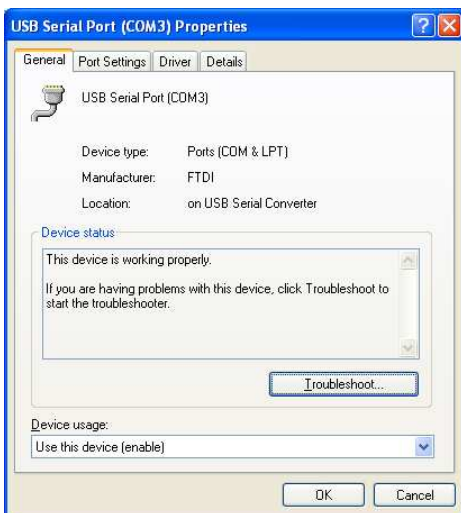 USB Serial Port (COM3) Properties
General Port Settings Driver Details
USB Serial Port (COM3)
Device type: Ports (COM & LPT)
Manufacturer: FTDI
Location: on USB Serial Converter
Device status
This device is working properly.
If you are having problems with this device, click Troubleshoot to
start the troubleshooter.
Troubleshoot...
Device usage:
Use this device (enable)
OK Cancel